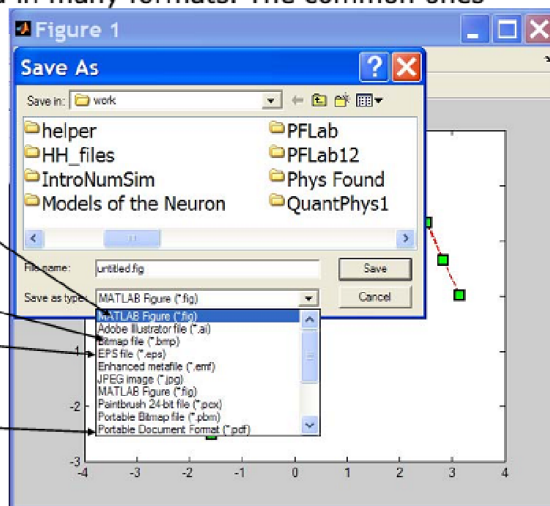 in many formats. The common ones
Figure 1
Save As
Save in: work
helper
HH_files
IntroNumSim
Models of the Neuron
PFLab
PFLab12
Phys Found
QuantPhys1
File name: untitled.fig
Save
Save as type: MATLAB Figure (*.fig)
Cancel
MATLAB Figure (*.fig)
Adobe Illustrator file (*.ai)
Bitmap file (*.bmp)
EPS file (*.eps)
Enhanced metafile (*.emf)
JPEG image (*.jpg)
MATLAB Figure (*.fig)
Paintbrush 24-bit file (*.pcx)
Portable Bitmap file (*.pbm)
Portable Document Format (*.pdf)
-1
-2
-3
-4 -3 -2 -1 0 1 2 3 4